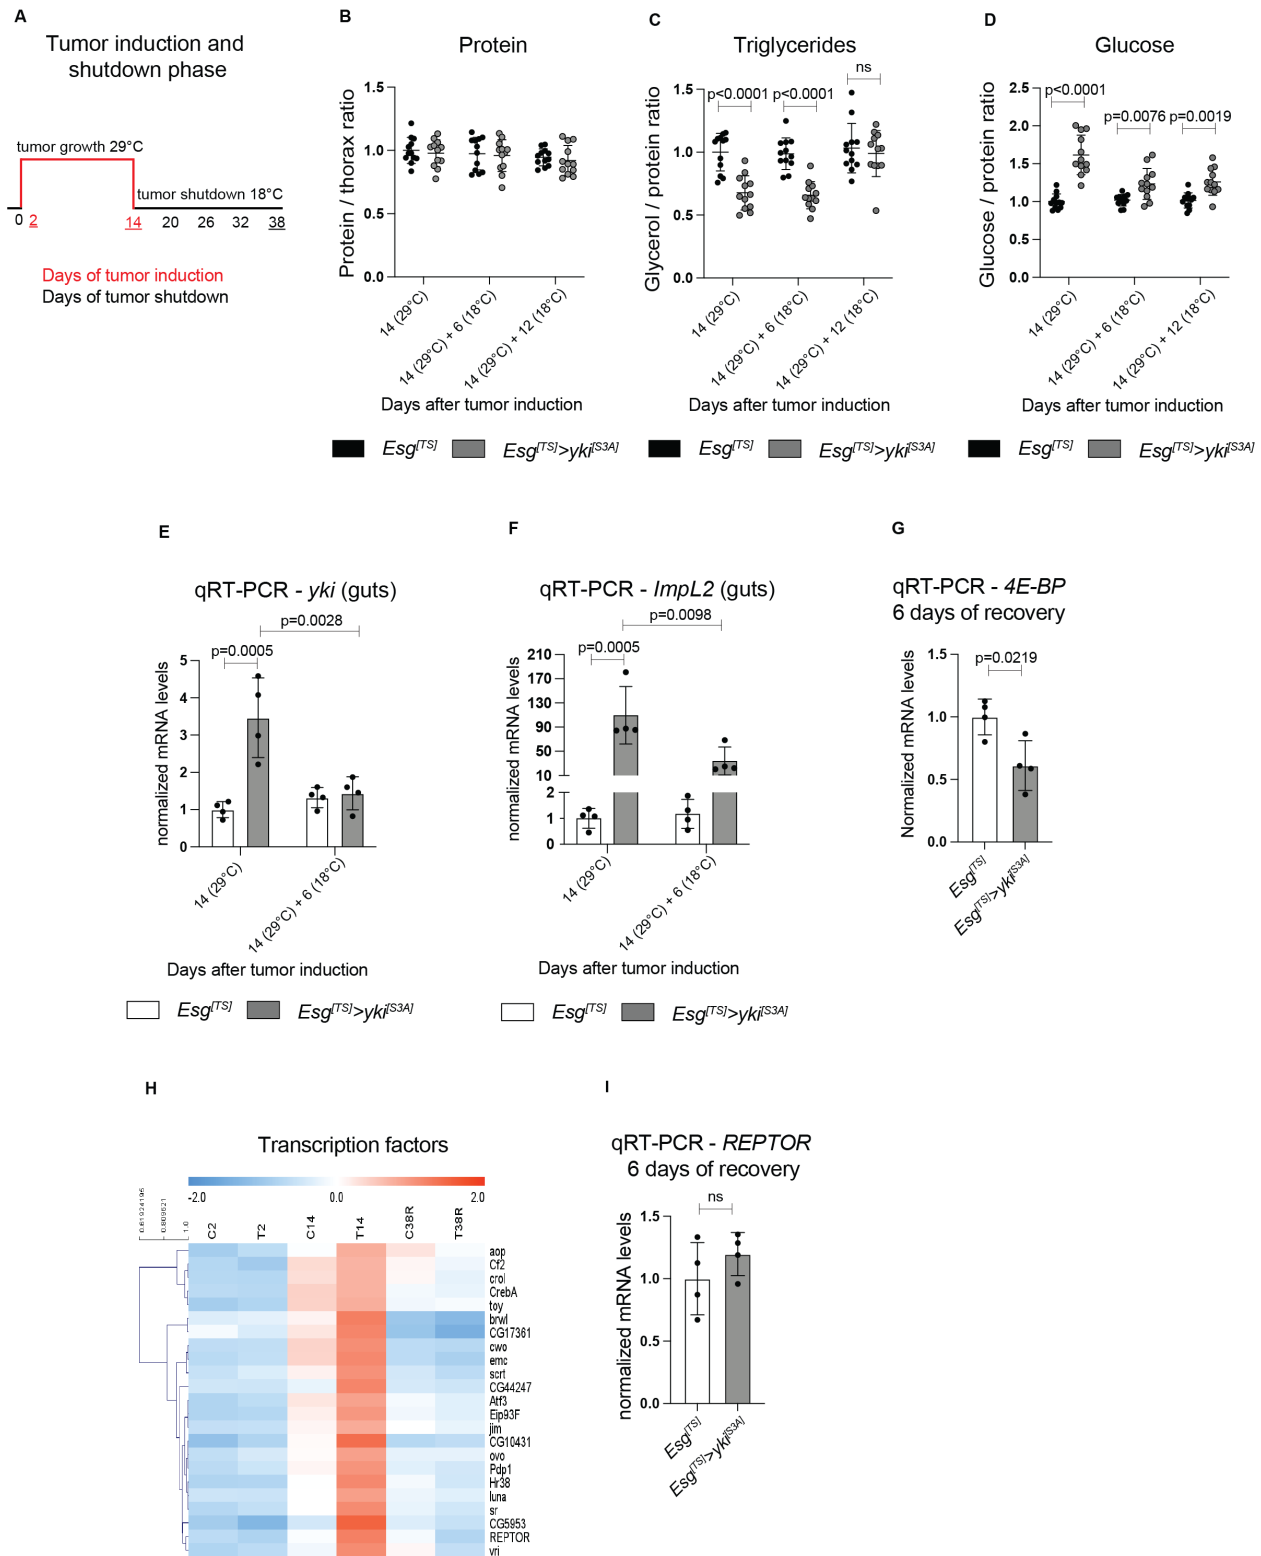 A
Tumor induction and
shutdown phase
tumor growth 29°C
tumor shutdown 18°C
0 2 14 20 26 32 38
Days of tumor induction
Days of tumor shutdown
B
Protein
Protein / thorax ratio
1.5
1.0
0.5
0.0
14 (29°C)
14 (29°C) + 6 (18°C)
14 (29°C) + 12 (18°C)
Days after tumor induction
Esg[TS] Esg[TS]>yki[S3A]
C
Triglycerides
ns
p<0.0001 p<0.0001
Glycerol / protein ratio
1.5
1.0
0.5
0.0
14 (29°C)
14 (29°C) + 6 (18°C)
14 (29°C) + 12 (18°C)
Days after tumor induction
Esg[TS] Esg[TS]>yki[S3A]
D
Glucose
p<0.0001
p=0.0076 p=0.0019
Glucose / protein ratio
2.5
2.0
1.5
1.0
0.5
0.0
14 (29°C)
14 (29°C) + 6 (18°C)
14 (29°C) + 12 (18°C)
Days after tumor induction
Esg[TS] Esg[TS]>yki[S3A]
E
qRT-PCR - yki (guts)
p=0.0028
p=0.0005
normalized mRNA levels
5
4
3
2
1
0
14 (29°C)
14 (29°C) + 6 (18°C)
Days after tumor induction
Esg[TS] Esg[TS]>yki[S3A]
F
qRT-PCR - ImpL2 (guts)
p=0.0098
p=0.0005
normalized mRNA levels
210
170
130
90
50
10
2
1
0
14 (29°C)
14 (29°C) + 6 (18°C)
Days after tumor induction
Esg[TS] Esg[TS]>yki[S3A]
G
qRT-PCR - 4E-BP
6 days of recovery
p=0.0219
Normalized mRNA levels
1.5
1.0
0.5
0.0
Esg[TS]
Esg[TS]>yki[S3A]
H
Transcription factors
-2.0 0.0 2.0
0.61924195 0.809621 1.0
C2 T2 C14 T14 C38R T38R
aop
Cf2
crol
CrebA
toy
brwl
CG17361
cwo
emc
scrt
CG44247
Atf3
Eip93F
jim
CG10431
ovo
Pdp1
Hr38
luna
sr
CG5953
REPTOR
vri
I
qRT-PCR - REPTOR
6 days of recovery
ns
normalized mRNA levels
1.5
1.0
0.5
0.0
Esg[TS]
Esg[TS]>yki[S3A]